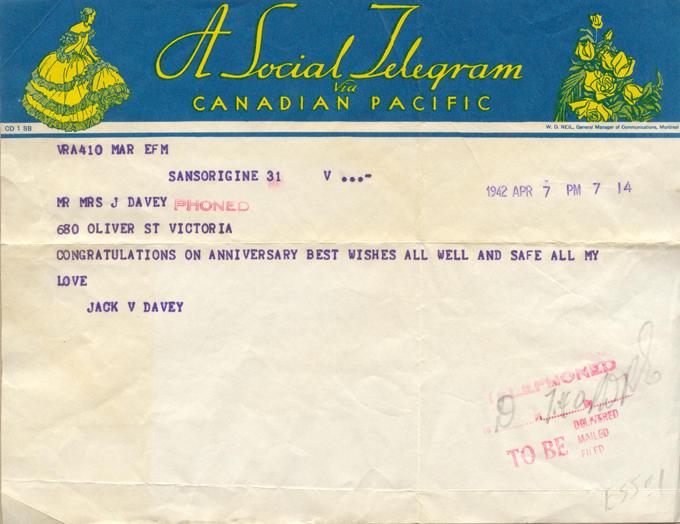 A Social Telegram
Via
CANADIAN PACIFIC
CD 1 SB
W. D. NEIL, General Manager of Communications, Montreal
VRA410 MAR EFM
SANSORIGINE 31 V ...-
1942 APR 7 PM 7 14
MR MRS J DAVEY PHONED
680 OLIVER ST VICTORIA
CONGRATULATIONS ON ANNIVERSARY BEST WISHES ALL WELL AND SAFE ALL MY
LOVE
JACK V DAVEY
TELEPHONED
TO BE
DELIVERED
MAILED
FILED